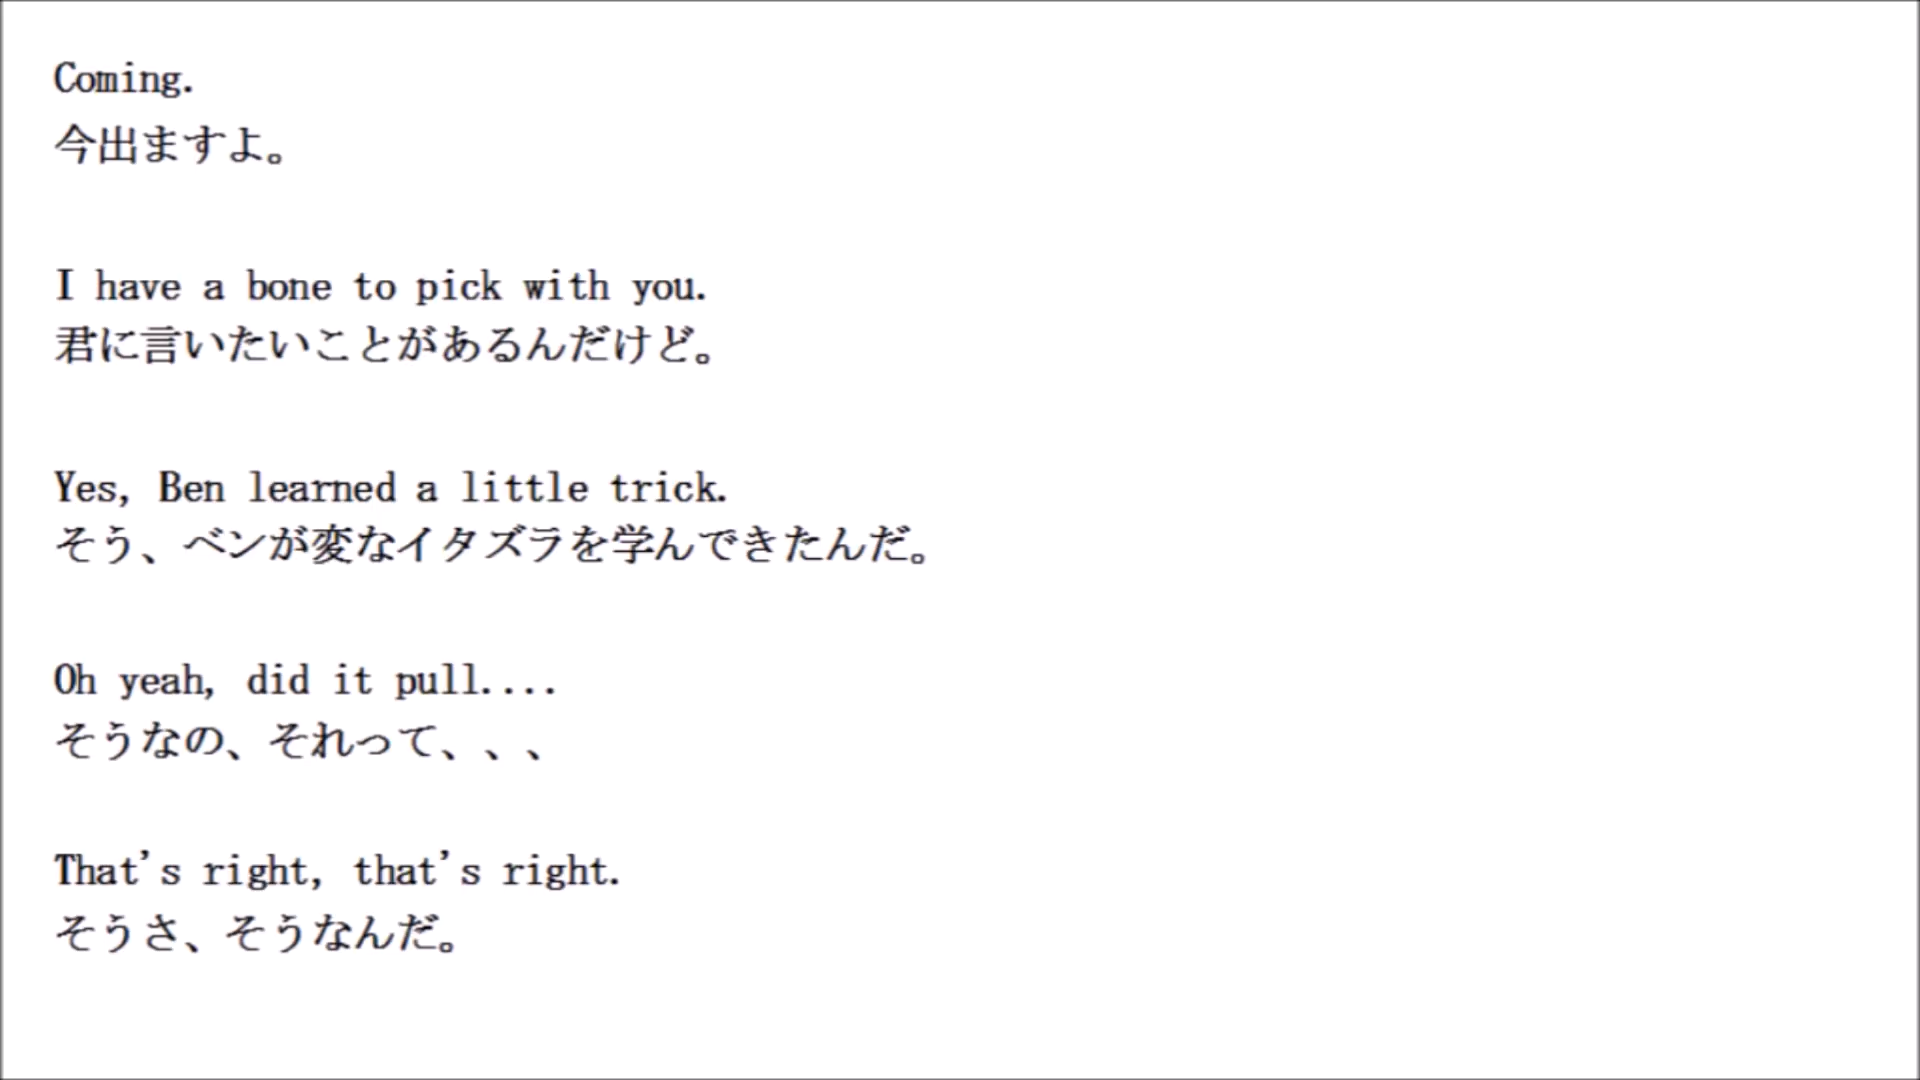 Coming.
今出ますよ。
I have a bone to pick with you.
君に言いたいことがあるんだけど。
Yes, Ben learned a little trick.
そう、ベンが変なイタズラを学んできたんだ。
Oh yeah, did it pull....
そうなの、それって、、、
That's right, that's right.
そうさ、そうなんだ。